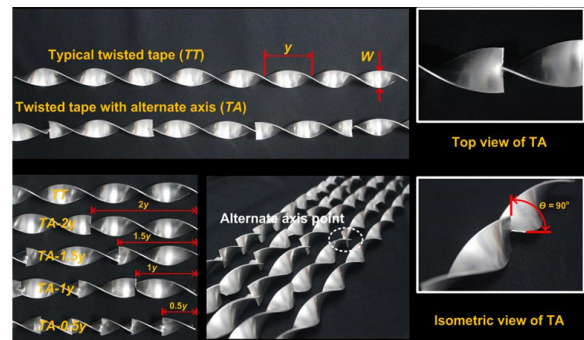 Typical twisted tape (TT)
y
W
Twisted tape with alternate axis (TA)
Top view of TA
TT
2y
TA-2y
1.5y
TA-1.5y
1y
TA-1y
0.5y
TA-0.5y
Alternate axis point
Θ = 90°
Isometric view of TA